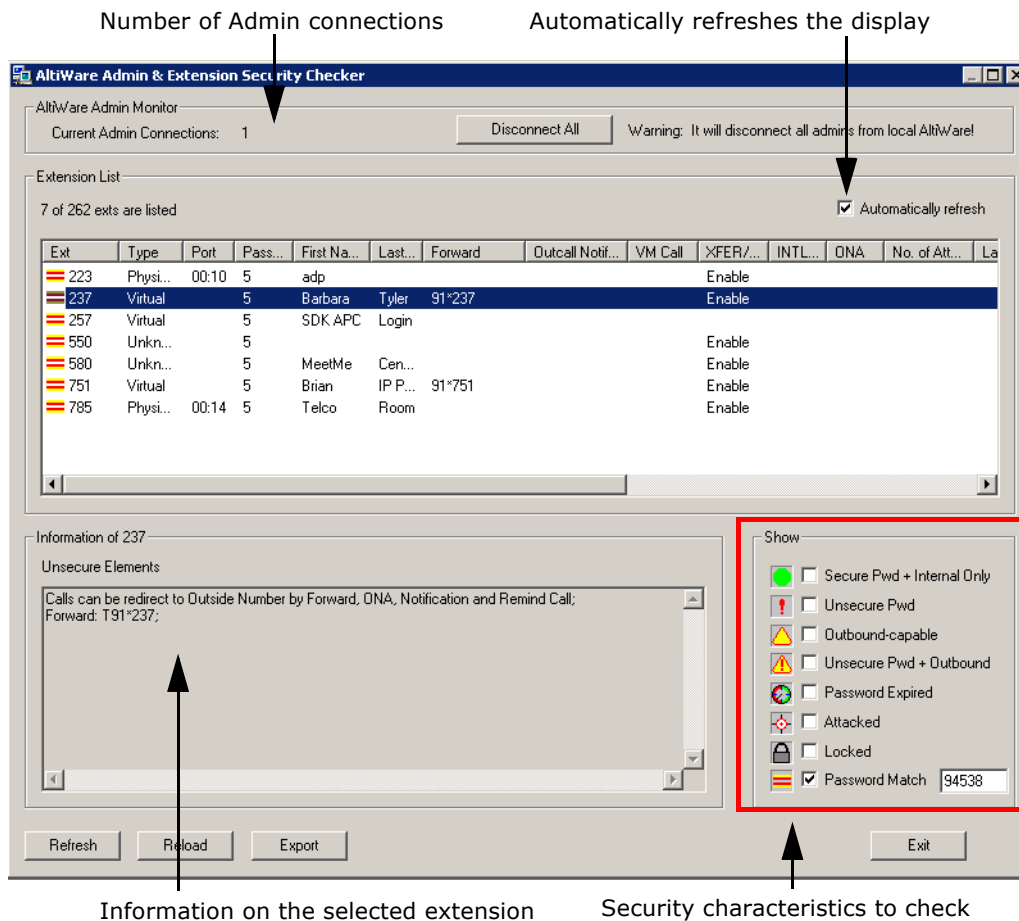 Number of Admin connections Automatically refreshes the display
AltiWare Admin & Extension Security Checker
AltiWare Admin Monitor
Current Admin Connections: 1 Disconnect All Warning: It will disconnect all admins from local AltiWare!
Extension List
7 of 262 exts are listed Automatically refresh
Ext Type Port Pass... First Na... Last... Forward Outcall Notif... VM Call XFER/... INTL... ONA No. of Att... La
223 Physi... 00:10 5 adp Enable
237 Virtual 5 Barbara Tyler 91*237 Enable
257 Virtual 5 SDK APC Login
550 Unkn... 5 Enable
580 Unkn... 5 MeetMe Cen... Enable
751 Virtual 5 Brian IP P... 91*751 Enable
785 Physi... 00:14 5 Telco Room Enable
Information of 237
Unsecure Elements
Calls can be redirect to Outside Number by Forward, ONA, Notification and Remind Call;
Forward: T91*237;
Show
Secure Pwd + Internal Only
Unsecure Pwd
Outbound-capable
Unsecure Pwd + Outbound
Password Expired
Attacked
Locked
Password Match 94538
Refresh Reload Export Exit
Information on the selected extension Security characteristics to check